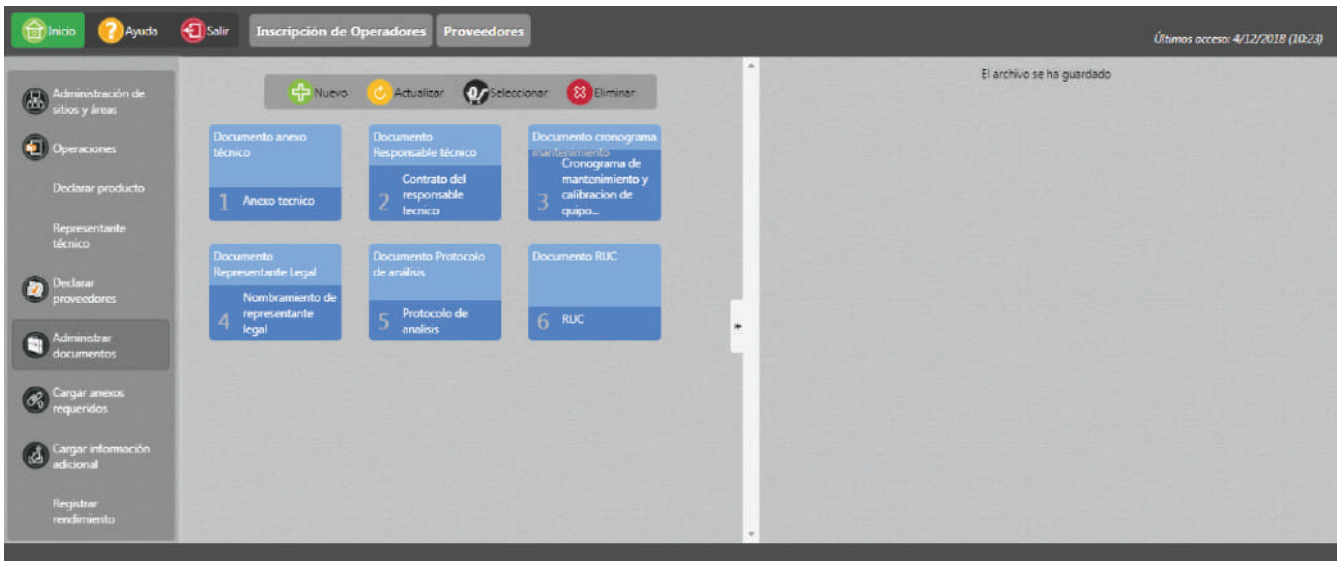 Inicio
Ayuda
Salir
Inscripción de Operadores
Proveedores
Últimos acceso: 4/12/2018 (10:23)
Administración de
sitios y áreas
Operaciones
Declarar producto
Representante
técnico
Declarar
proveedores
Administrar
documentos
Cargar anexos
requeridos
Cargar información
adicional
Registrar
rendimiento
Nuevo
Actualizar
Seleccionar
Eliminar
Documento anexo
técnico
1
Anexo tecnico
Documento
Responsable técnico
2
Contrato del
responsable
tecnico
Documento cronograma
mantenimiento
3
Cronograma de
mantenimiento y
calibracion de
quipo...
Documento
Representante Legal
4
Nombramiento de
representante
legal
Documento Protocolo
de análisis
5
Protocolo de
analisis
Documento RUC
6
RUC
El archivo se ha guardado